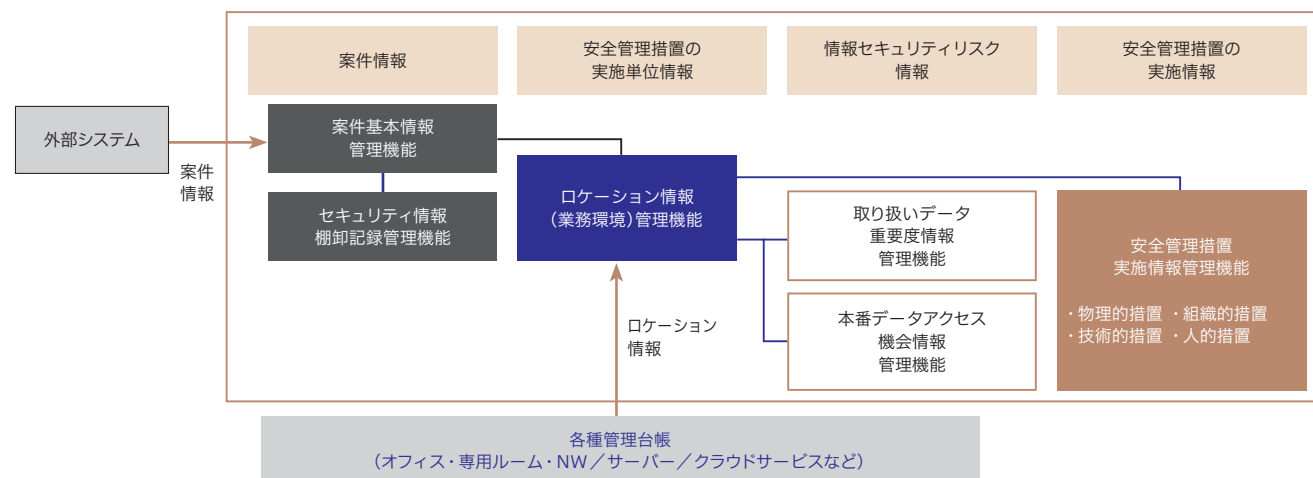 案件情報
安全管理措置の
実施単位情報
情報セキュリティリスク
情報
安全管理措置の
実施情報
外部システム
案件
情報
案件基本情報
管理機能
セキュリティ情報
棚卸記録管理機能
ロケーション情報
(業務環境)管理機能
取り扱いデータ
重要度情報
管理機能
本番データアクセス
機会情報
管理機能
安全管理措置
実施情報管理機能
・物理的措置 ・組織的措置
・技術的措置 ・人的措置
ロケーション
情報
各種管理台帳
(オフィス・専用ルーム・NW/サーバー/クラウドサービスなど)